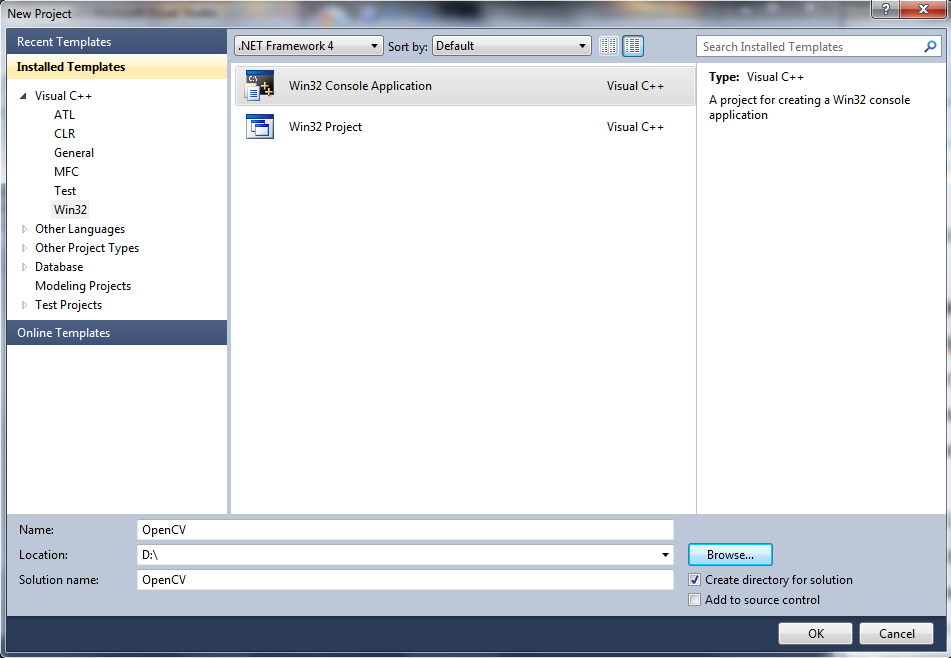 New Project
Recent Templates
Installed Templates
Visual C++
ATL
CLR
General
MFC
Test
Win32
Other Languages
Other Project Types
Database
Modeling Projects
Test Projects
Online Templates
.NET Framework 4 Sort by: Default
Win32 Console Application Visual C++
Win32 Project Visual C++
Search Installed Templates
Type: Visual C++
A project for creating a Win32 console
application
Name: OpenCV
Location: D:\ Browse...
Solution name: OpenCV
Create directory for solution
Add to source control
OK Cancel